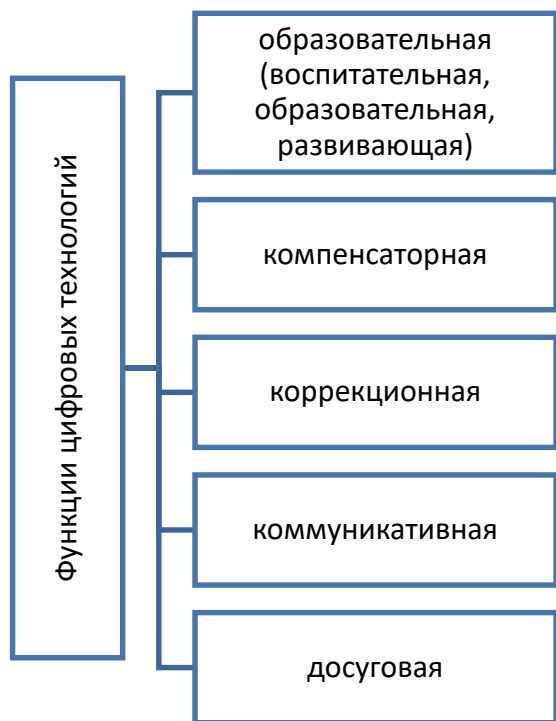 Функции цифровых технологий
образовательная
(воспитательная,
образовательная,
развивающая)
компенсаторная
коррекционная
коммуникативная
досуговая